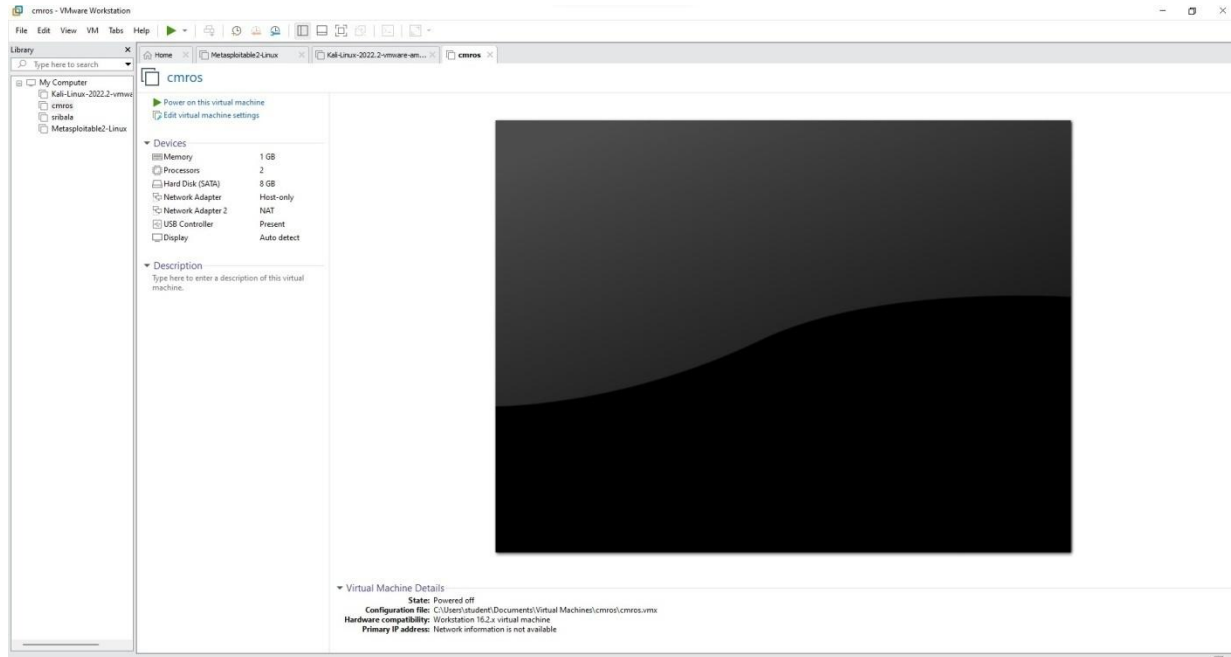 cmros - VMware Workstation
File Edit View VM Tabs Help
Library
Type here to search
My Computer
Kali-Linux-2022.2-vmwa
cmros
sribala
Metasploitable2-Linux
Home Metasploitable2-Linux Kali-Linux-2022.2-vmware-am... cmros
cmros
Power on this virtual machine
Edit virtual machine settings
Devices
Memory 1 GB
Processors 2
Hard Disk (SATA) 8 GB
Network Adapter Host-only
Network Adapter 2 NAT
USB Controller Present
Display Auto detect
Description
Type here to enter a description of this virtual
machine.
Virtual Machine Details
State: Powered off
Configuration file: C:\Users\student\Documents\Virtual Machines\cmros\cmros.vmx
Hardware compatibility: Workstation 16.2.x virtual machine
Primary IP address: Network information is not available